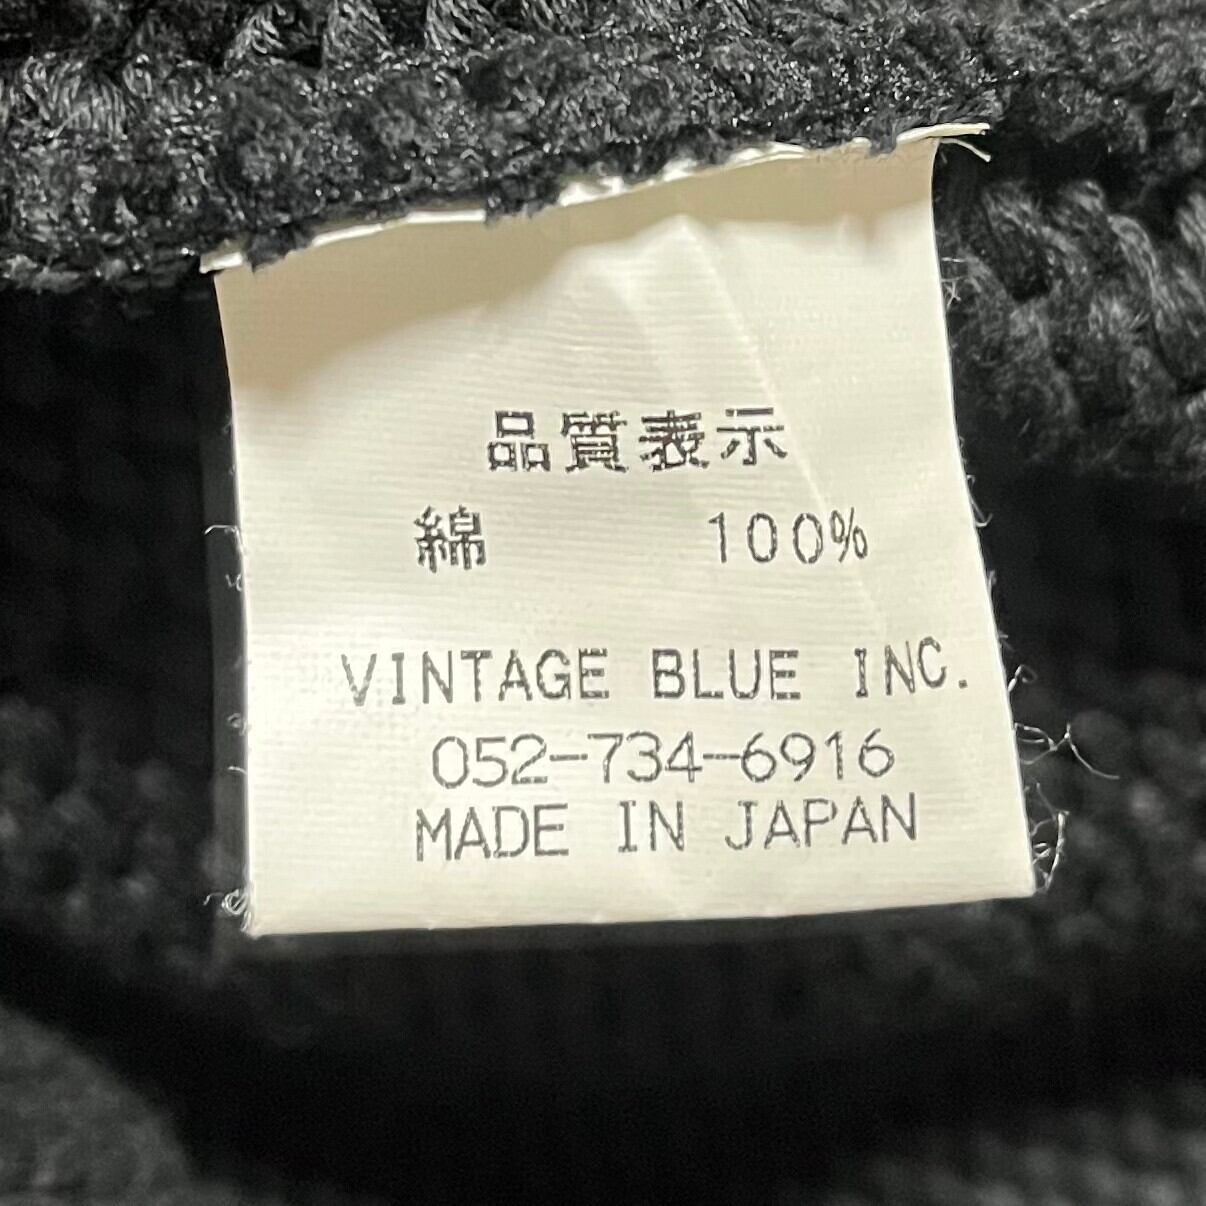 品質表示
綿 100%
VINTAGE BLUE INC.
052-734-6916
MADE IN JAPAN